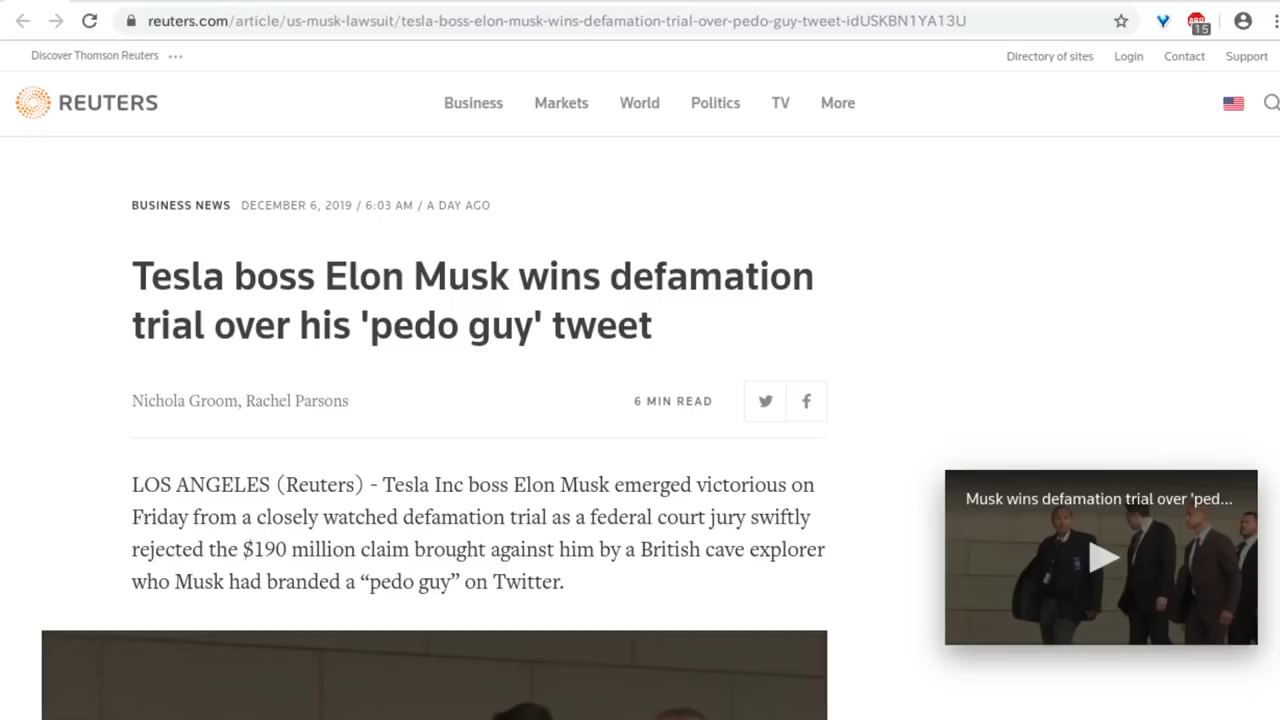 reuters.com/article/us-musk-lawsuit/tesla-boss-elon-musk-wins-defamation-trial-over-pedo-guy-tweet-idUSKBN1YA13U
15
Discover Thomson Reuters ···
Directory of sites Login Contact Support
REUTERS
Business Markets World Politics TV More
BUSINESS NEWS DECEMBER 6, 2019 / 6:03 AM / A DAY AGO
Tesla boss Elon Musk wins defamation
trial over his 'pedo guy' tweet
Nichola Groom, Rachel Parsons
6 MIN READ
LOS ANGELES (Reuters) - Tesla Inc boss Elon Musk emerged victorious on
Friday from a closely watched defamation trial as a federal court jury swiftly
rejected the $190 million claim brought against him by a British cave explorer
who Musk had branded a “pedo guy” on Twitter.
Musk wins defamation trial over 'ped...